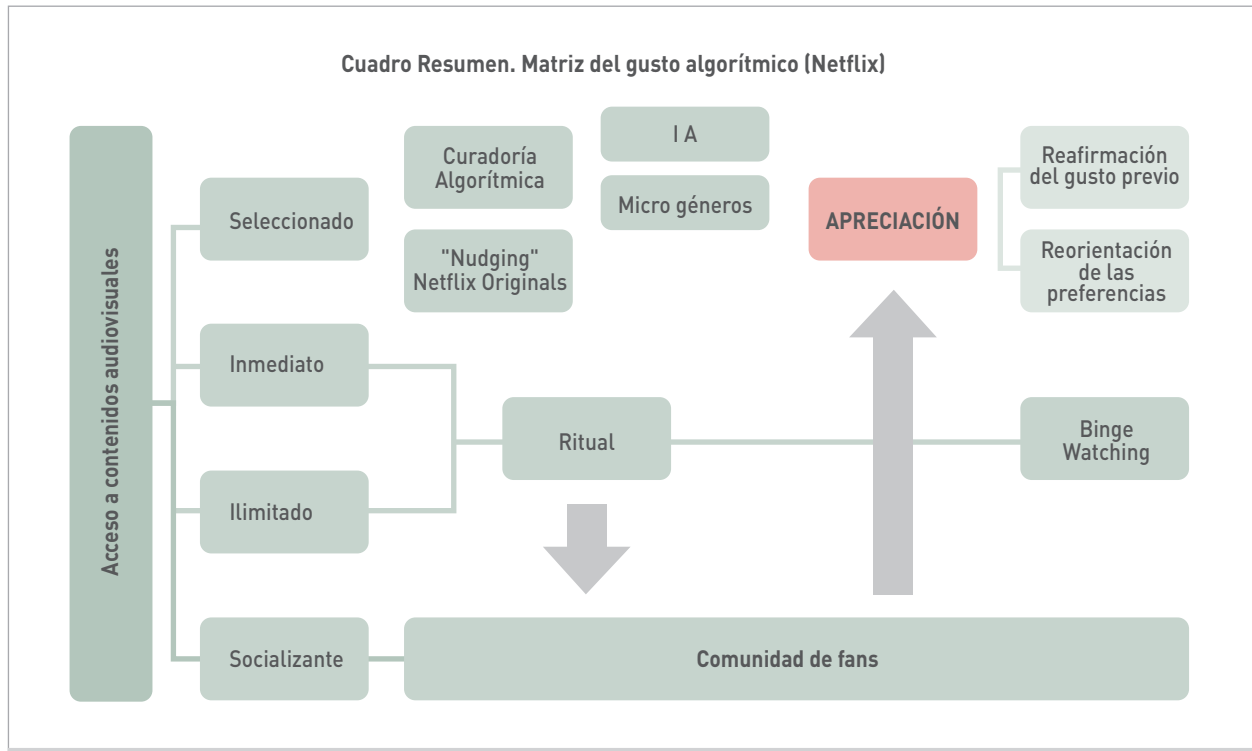 Cuadro Resumen. Matriz del gusto algorítmico (Netflix)
Acceso a contenidos audiovisuales
Seleccionado
Curadoría
Algorítmica
"Nudging"
Netflix Originals
I A
Micro géneros
APRECIACIÓN
Reafirmación
del gusto previo
Reorientación
de las
preferencias
Inmediato
Ilimitado
Ritual
Binge
Watching
Socializante
Comunidad de fans